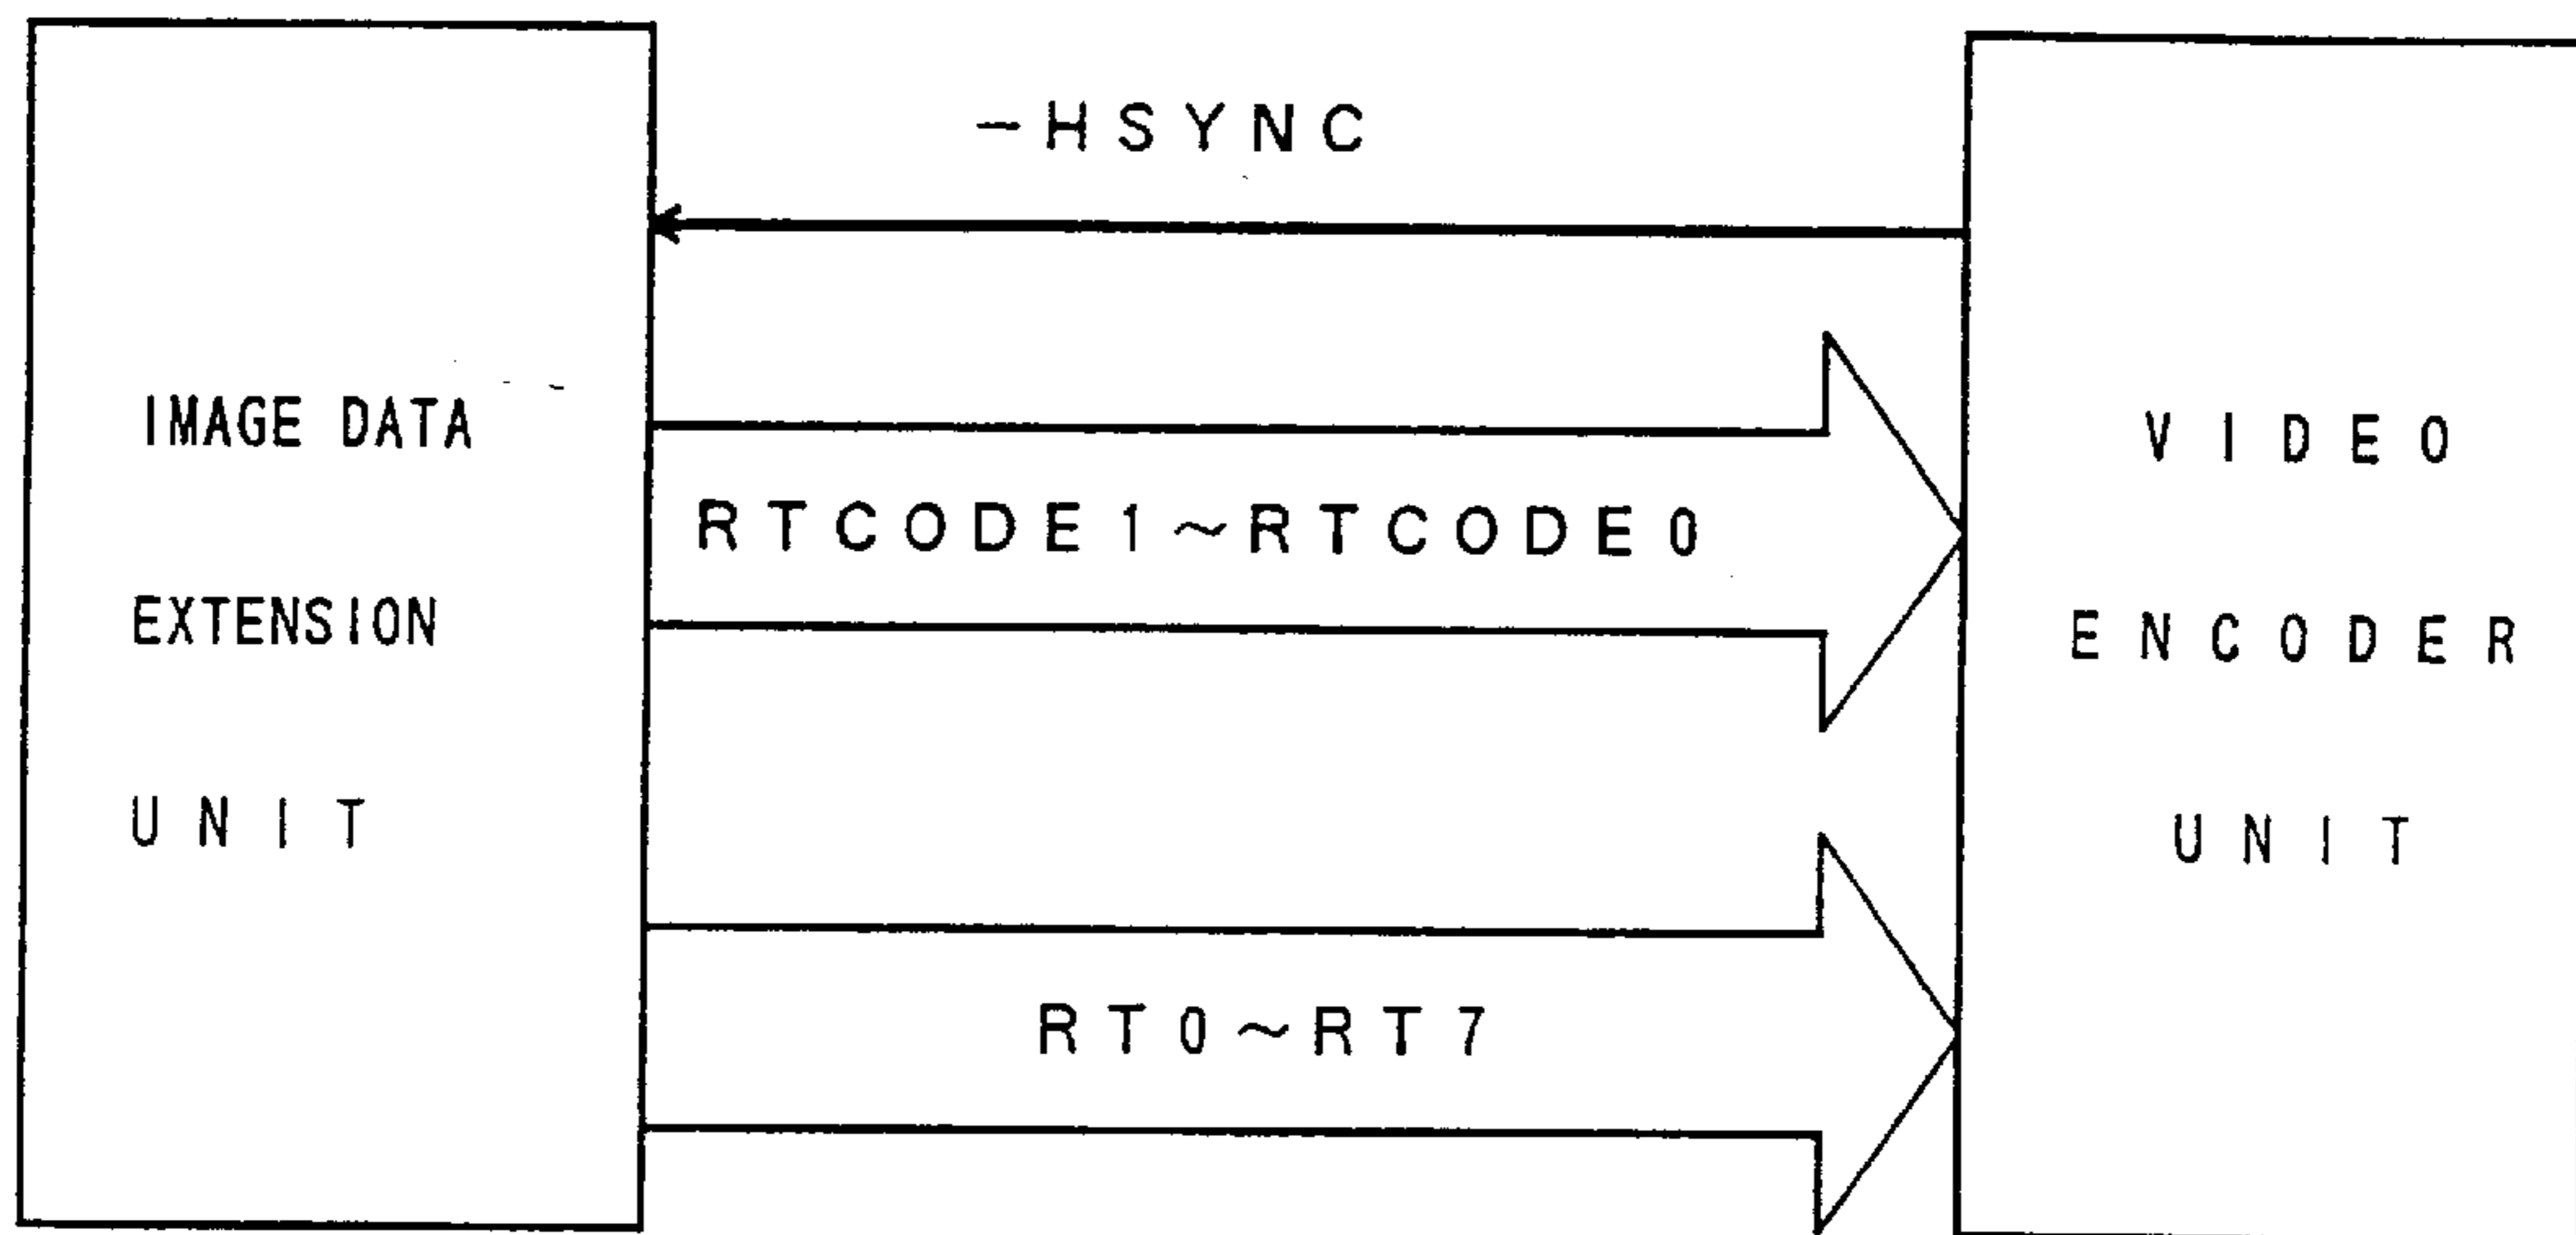 IMAGE DATA
EXTENSION
UNIT
-HSYNC
RTCODE1~RTCODE0
RT0~RT7
VIDEO
ENCODER
UNIT